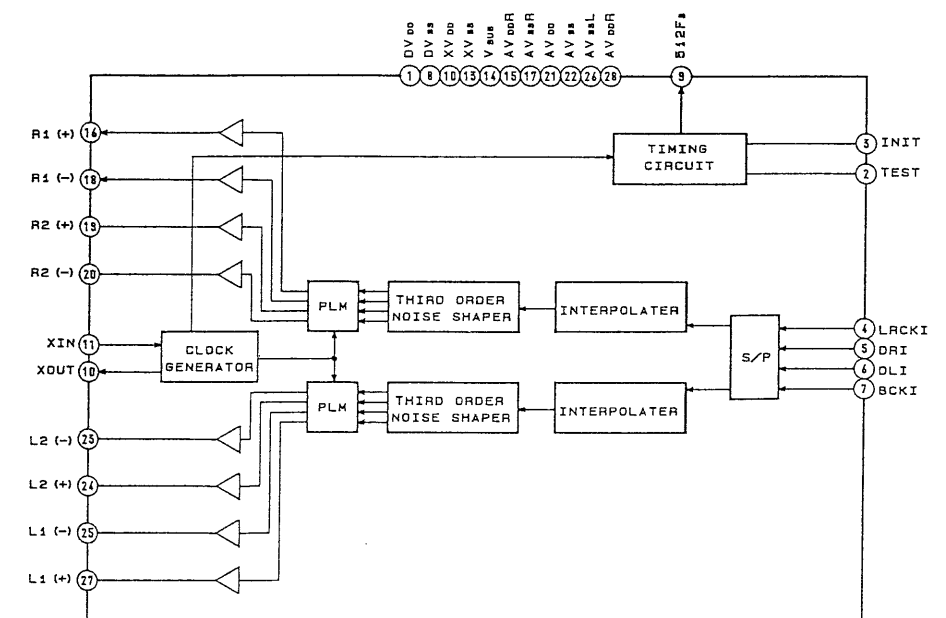 DVDD DVSS XVDD XVSS VSUB AVDDR AVSSR AVDD AVSS AVSSL AVDDR 512Fs
1 8 10 13 14 15 17 21 22 26 28 9
R1 (+) 16
TIMING
CIRCUIT
3 INIT
2 TEST
R1 (-) 18
R2 (+) 19
R2 (-) 20
PLM
THIRD ORDER
NOISE SHAPER
INTERPOLATER
XIN 11
XOUT 10
CLOCK
GENERATOR
S/P
4 LRCKI
5 DRI
6 DLI
7 BCKI
PLM
THIRD ORDER
NOISE SHAPER
INTERPOLATER
L2 (-) 23
L2 (+) 24
L1 (-) 25
L1 (+) 27